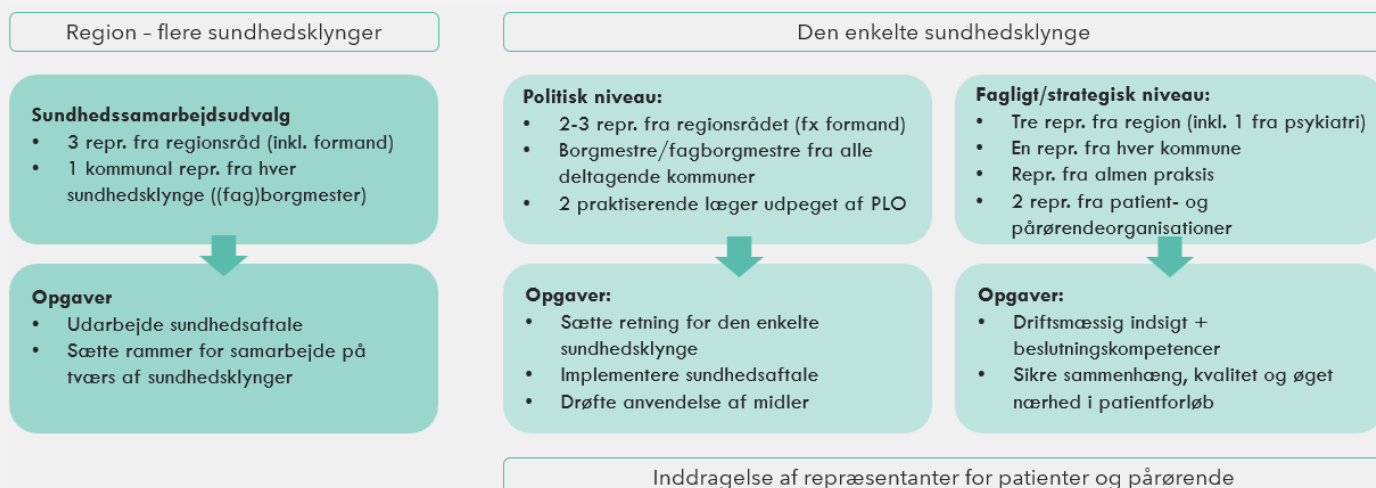 Region – flere sundhedsklynger
Sundhedssamarbejdsudvalg
• 3 repr. fra regionsråd (inkl. formand)
• 1 kommunal repr. fra hver
sundhedsklynge ((fag)borgmester)
Opgaver
• Udarbejde sundhedsaftale
• Sætte rammer for samarbejde på
tværs af sundhedsklynger
Den enkelte sundhedsklynge
Politisk niveau:
• 2-3 repr. fra regionsrådet (fx formand)
• Borgmestre/fagborgmestre fra alle
deltagende kommuner
• 2 praktiserende læger udpeget af PLO
Opgaver:
• Sætte retning for den enkelte
sundhedsklynge
• Implementere sundhedsaftale
• Drøfte anvendelse af midler
Fagligt/strategisk niveau:
• Tre repr. fra region (inkl. 1 fra psykiatri)
• En repr. fra hver kommune
• Repr. fra almen praksis
• 2 repr. fra patient- og
pårørendeorganisationer
Opgaver:
• Driftsmæssig indsigt +
beslutningskompetencer
• Sikre sammenhæng, kvalitet og øget
nærhed i patientforløb
Inddragelse af repræsentanter for patienter og pårørende